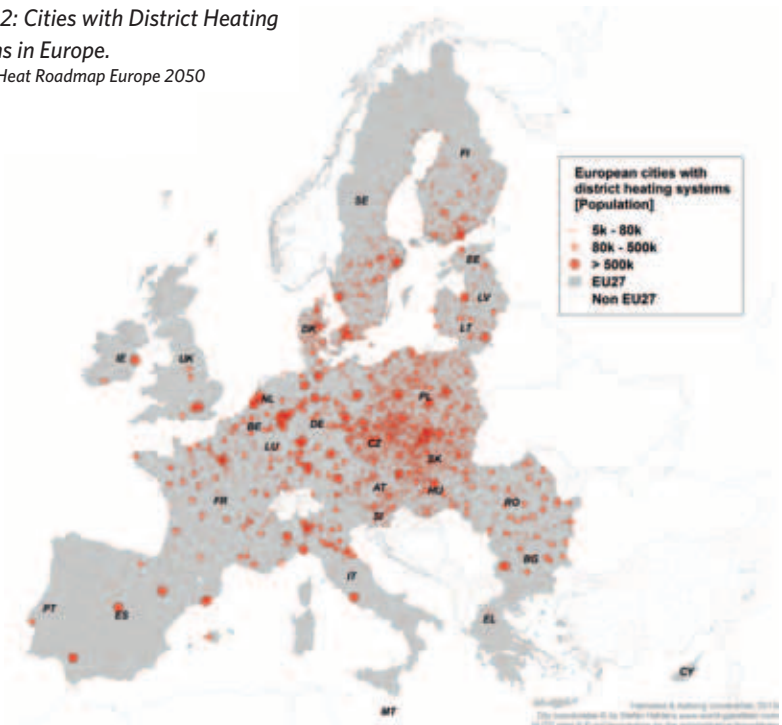 2: Cities with District Heating
ns in Europe.
Heat Roadmap Europe 2050
FI
SE
European cities with
district heating systems
[Population]
5k - 80k
80k - 500k
> 500k
EU27
Non EU27
EE
LV
LT
DK
IE
UK
NL
PL
BE
DE
LU
CZ
SK
AT
HU
FR
SI
RO
BG
IT
PT
ES
EL
CY
MT